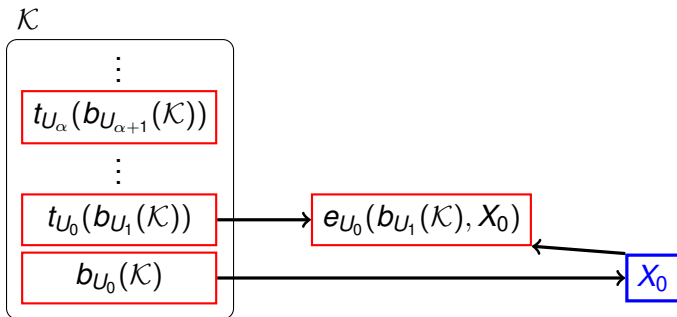 𝒦
⋮
t_{U_α}(b_{U_{α+1}}(𝒦))
⋮
t_{U_0}(b_{U_1}(𝒦))
e_{U_0}(b_{U_1}(𝒦), X_0)
b_{U_0}(𝒦)
X_0